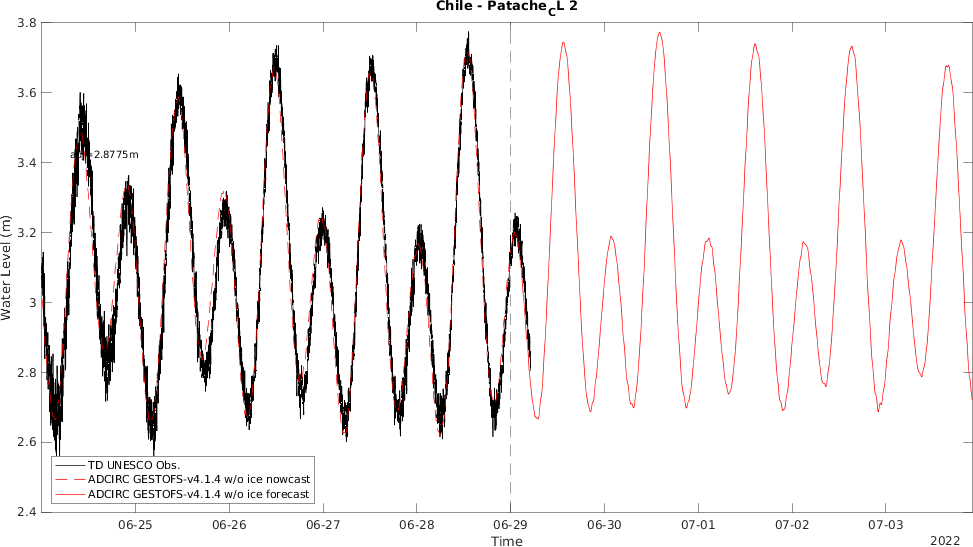 Chile - PatacheCL 2
3.8
3.6
3.4
3.2
3
2.8
2.6
2.4
Water Level (m)
=2.8775m
TD UNESCO Obs.
ADCIRC GESTOFS-v4.1.4 w/o ice nowcast
ADCIRC GESTOFS-v4.1.4 w/o ice forecast
06-25
06-26
06-27
06-28
06-29
06-30
07-01
07-02
07-03
Time
2022